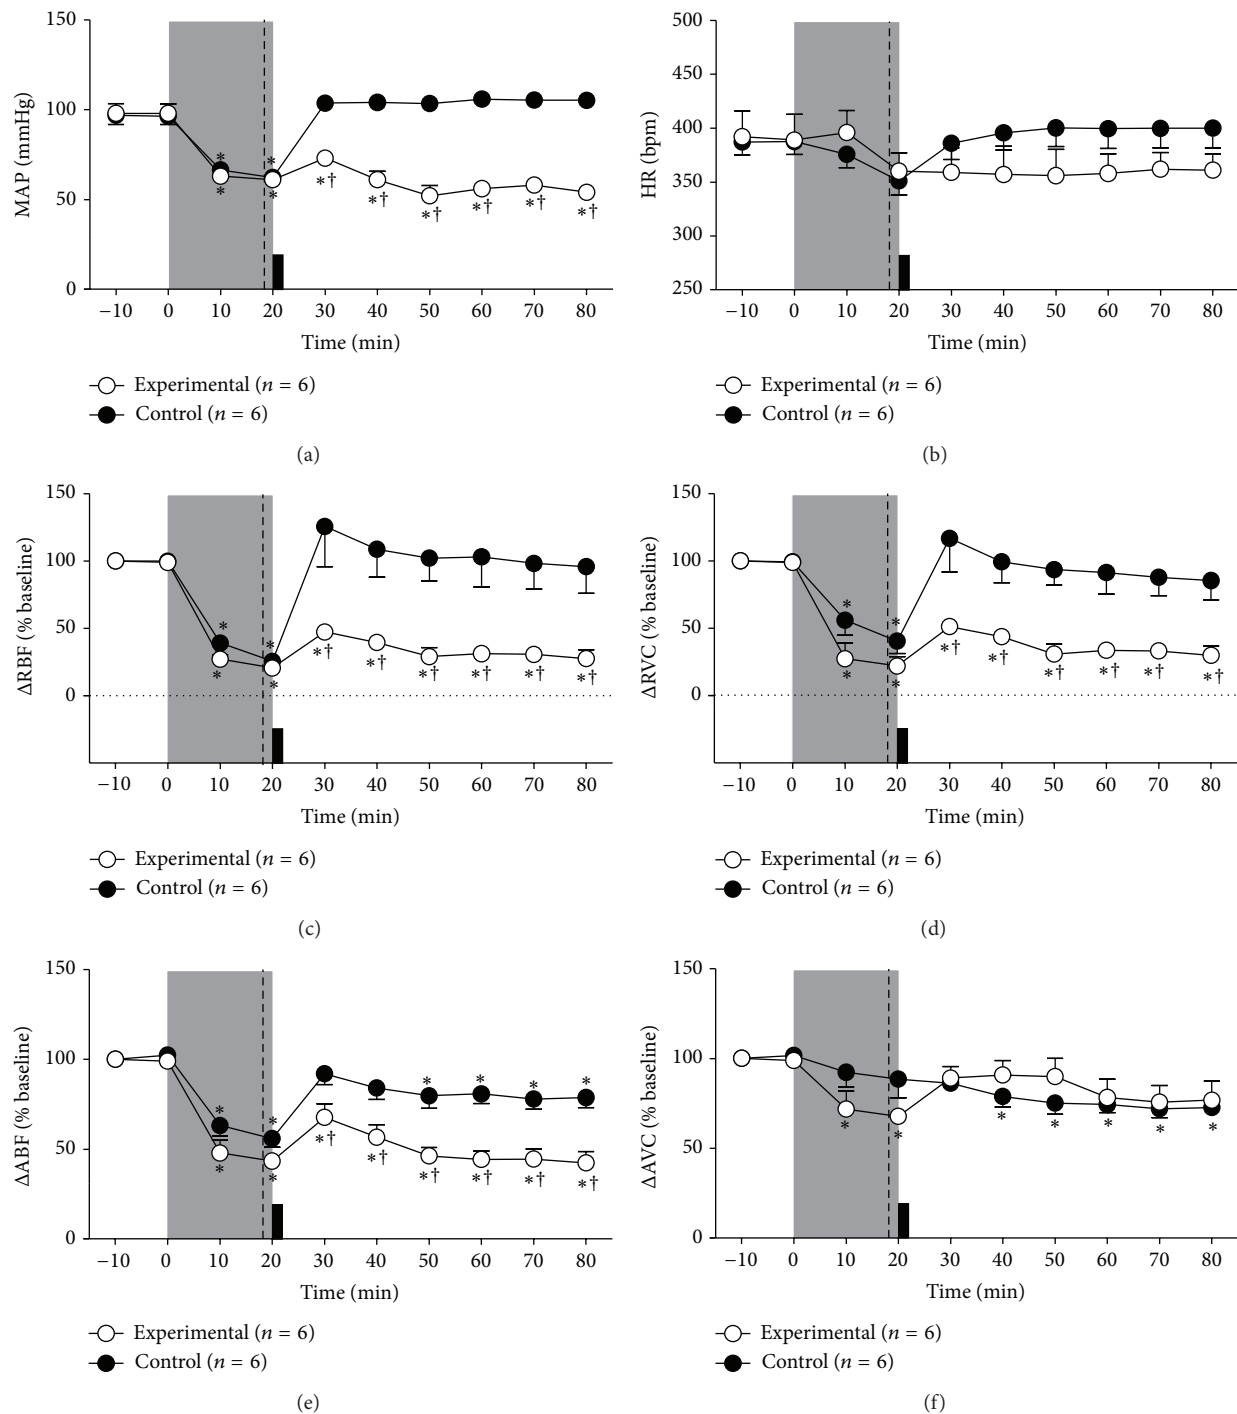 150
100
50
0
MAP (mmHg)
∗ ∗
∗ ∗ ∗† ∗† ∗† ∗† ∗† ∗†
−10 0 10 20 30 40 50 60 70 80
Time (min)
Experimental (n = 6)
Control (n = 6)
(a)
500
450
400
350
300
250
HR (bpm)
−10 0 10 20 30 40 50 60 70 80
Time (min)
Experimental (n = 6)
Control (n = 6)
(b)
150
100
50
0
ΔRBF (% baseline)
∗ ∗
∗ ∗ ∗† ∗† ∗† ∗† ∗† ∗†
−10 0 10 20 30 40 50 60 70 80
Time (min)
Experimental (n = 6)
Control (n = 6)
(c)
150
100
50
0
ΔRVC (% baseline)
∗ ∗
∗ ∗ ∗† ∗† ∗† ∗† ∗† ∗†
−10 0 10 20 30 40 50 60 70 80
Time (min)
Experimental (n = 6)
Control (n = 6)
(d)
150
100
50
0
ΔABF (% baseline)
∗ ∗ ∗ ∗ ∗ ∗
∗ ∗ ∗† ∗† ∗† ∗† ∗† ∗†
−10 0 10 20 30 40 50 60 70 80
Time (min)
Experimental (n = 6)
Control (n = 6)
(e)
150
100
50
0
ΔAVC (% baseline)
∗ ∗ ∗ ∗ ∗ ∗ ∗
−10 0 10 20 30 40 50 60 70 80
Time (min)
Experimental (n = 6)
Control (n = 6)
(f)